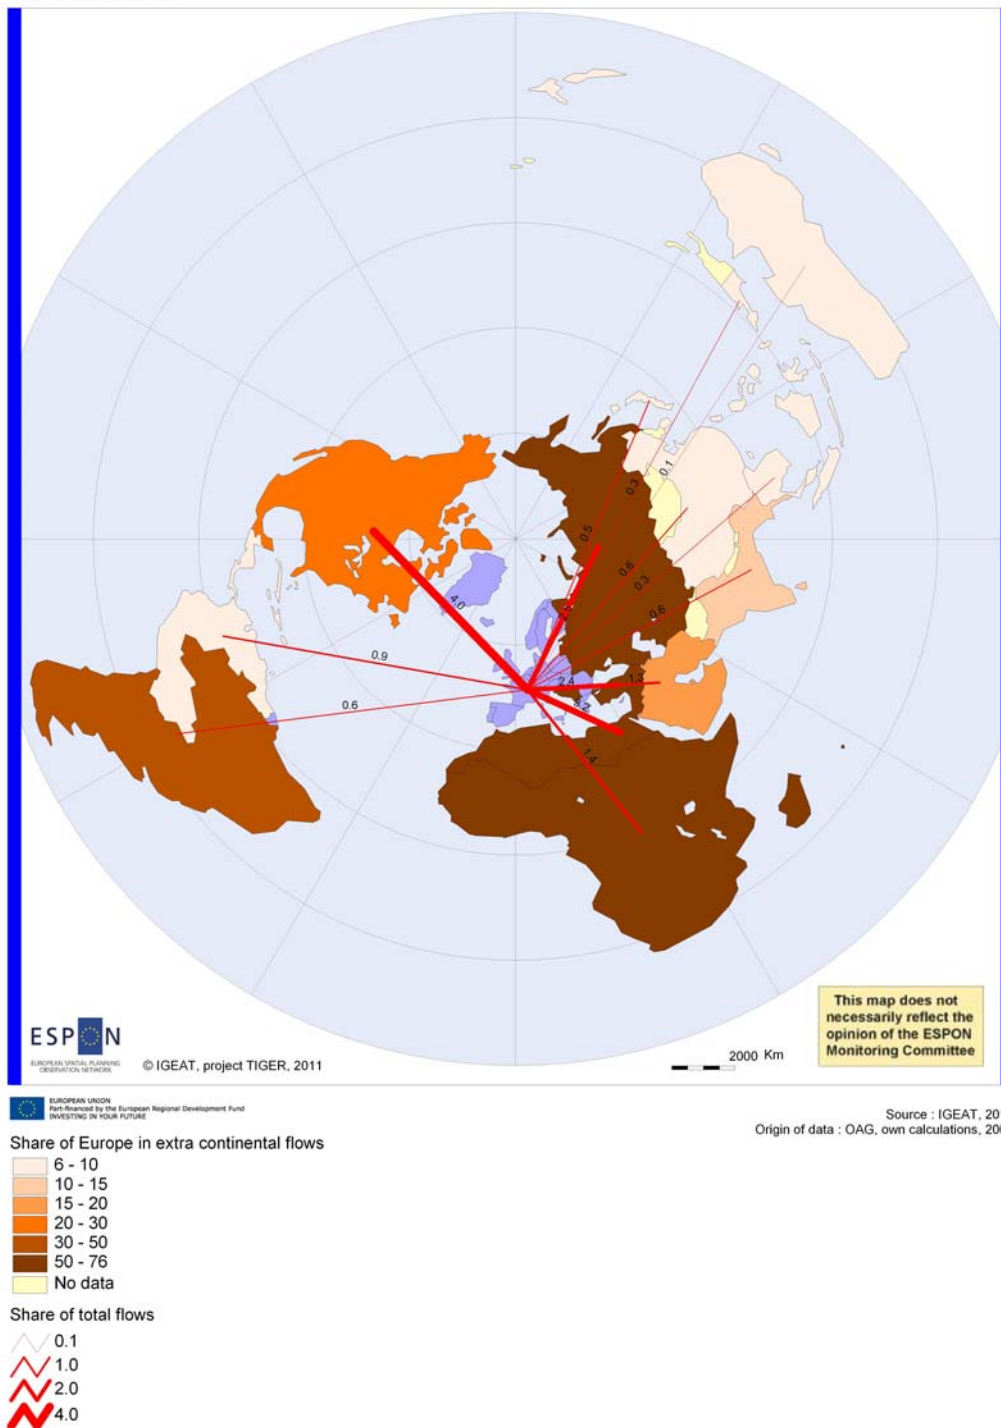 0.1
0.3
0.5
0.6
0.3
4.0
0.6
0.9
2.4
1.3
0.6
1.4
ESPON
EUROPEAN SPATIAL PLANNING
OBSERVATION NETWORK
© IGEAT, project TIGER, 2011
2000 Km
This map does not
necessarily reflect the
opinion of the ESPON
Monitoring Committee
EUROPEAN UNION
Part-financed by the European Regional Development Fund
INVESTING IN YOUR FUTURE
Source : IGEAT, 20
Origin of data : OAG, own calculations, 20
Share of Europe in extra continental flows
6 - 10
10 - 15
15 - 20
20 - 30
30 - 50
50 - 76
No data
Share of total flows
0.1
1.0
2.0
4.0